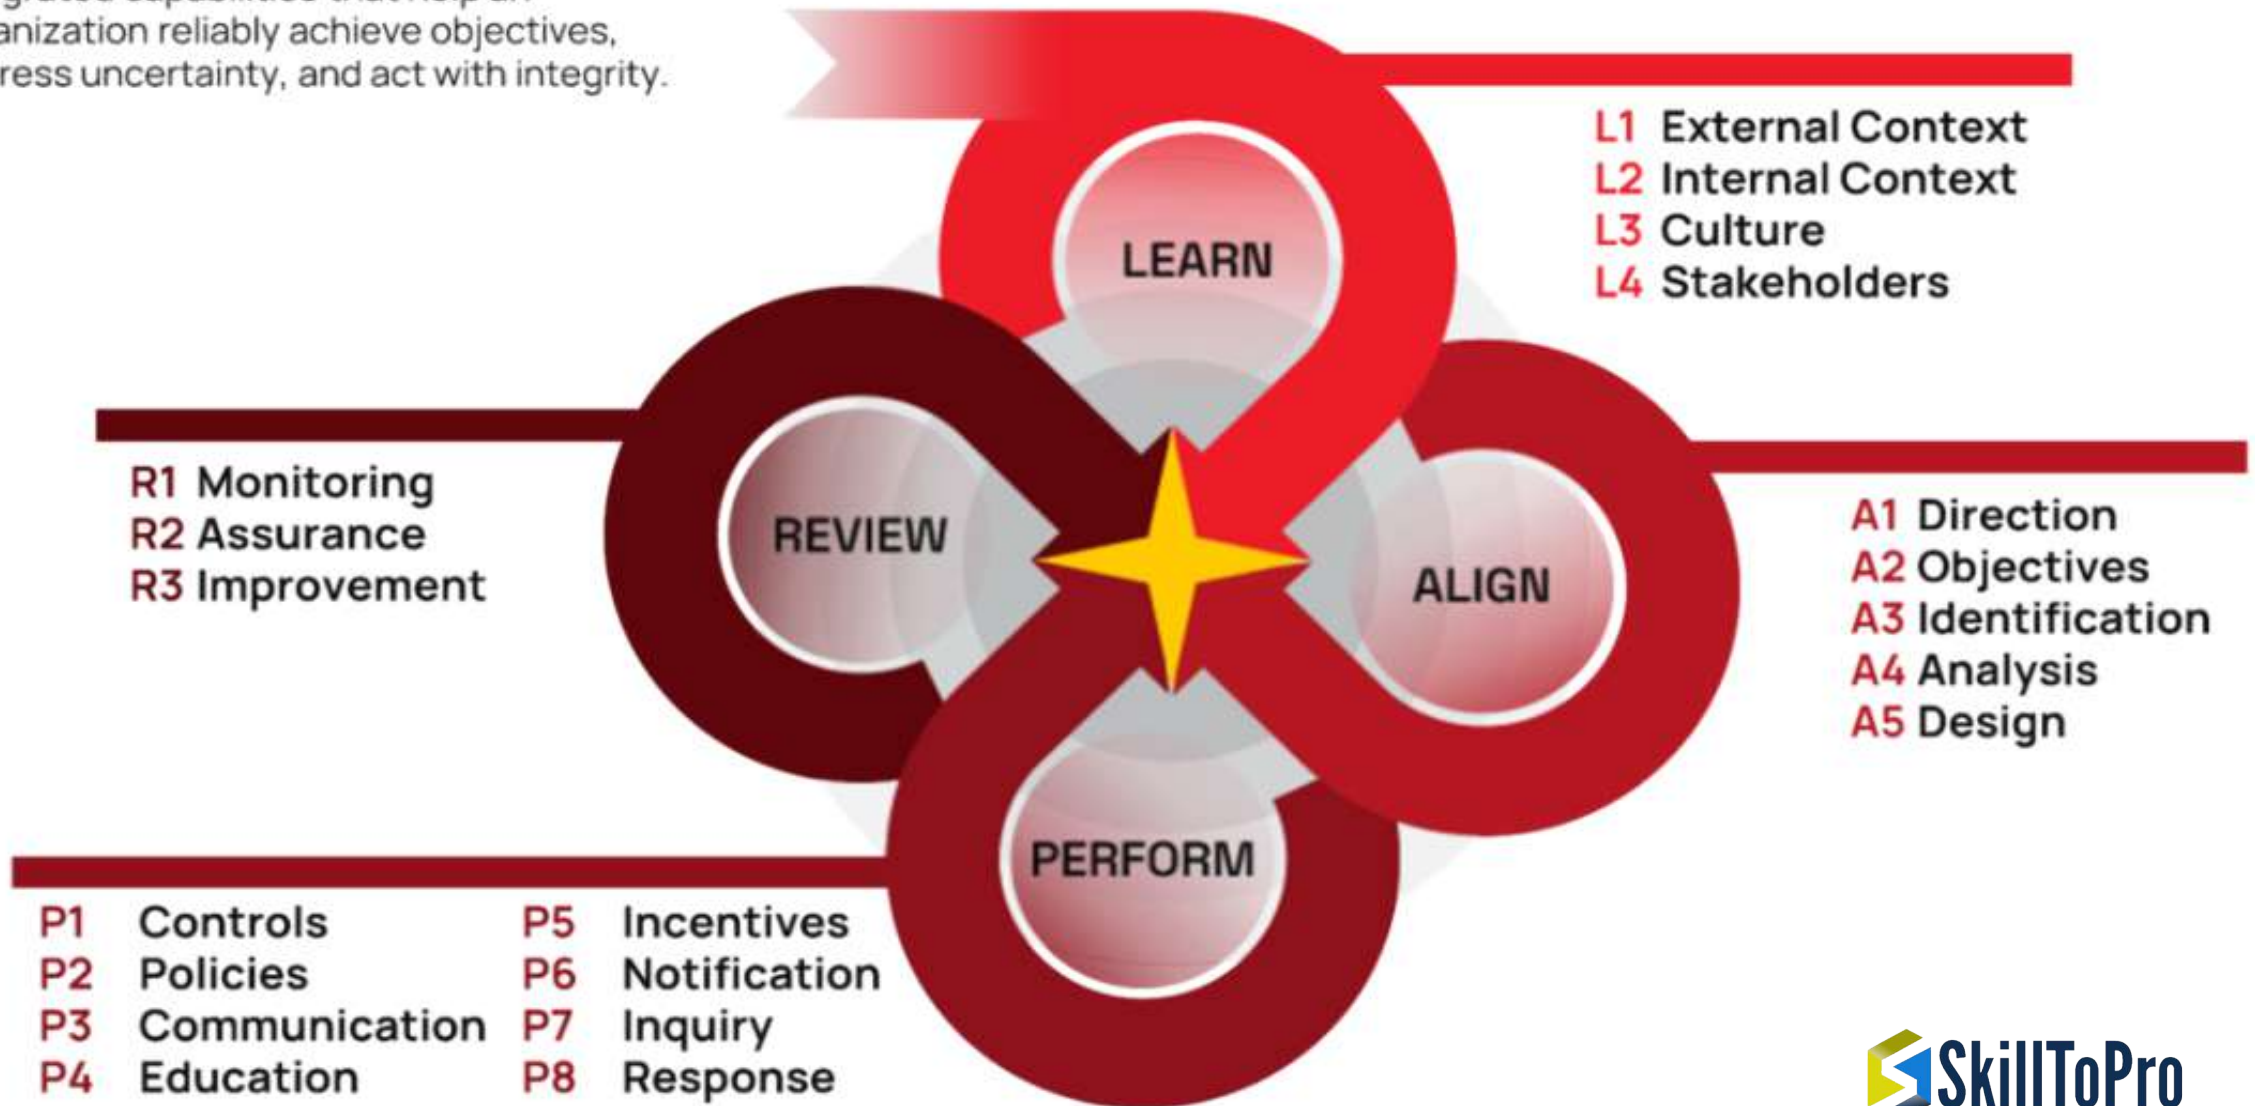 anization reliably achieve objectives,
ress uncertainty, and act with integrity.
LEARN
L1 External Context
L2 Internal Context
L3 Culture
L4 Stakeholders
REVIEW
R1 Monitoring
R2 Assurance
R3 Improvement
ALIGN
A1 Direction
A2 Objectives
A3 Identification
A4 Analysis
A5 Design
PERFORM
P1 Controls
P2 Policies
P3 Communication
P4 Education
P5 Incentives
P6 Notification
P7 Inquiry
P8 Response
SkillToPro